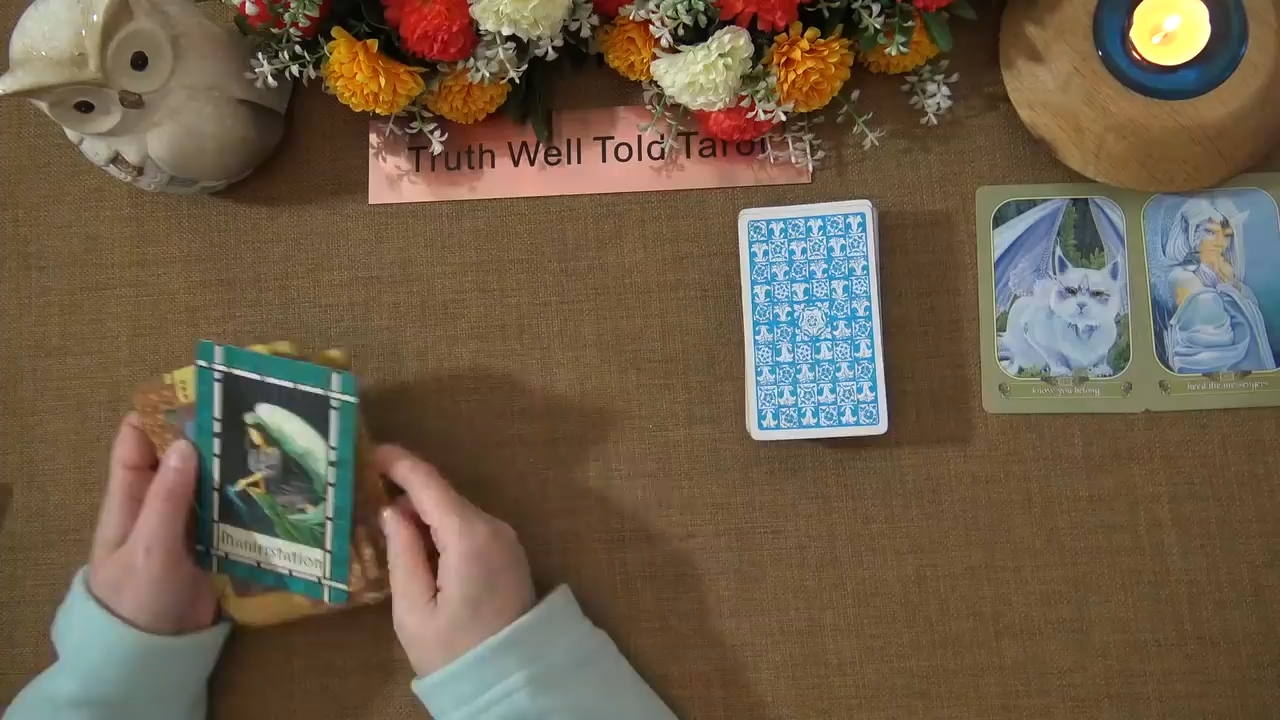 Truth Well Told Tarot
know you belong
heed the messengers
Manifestation